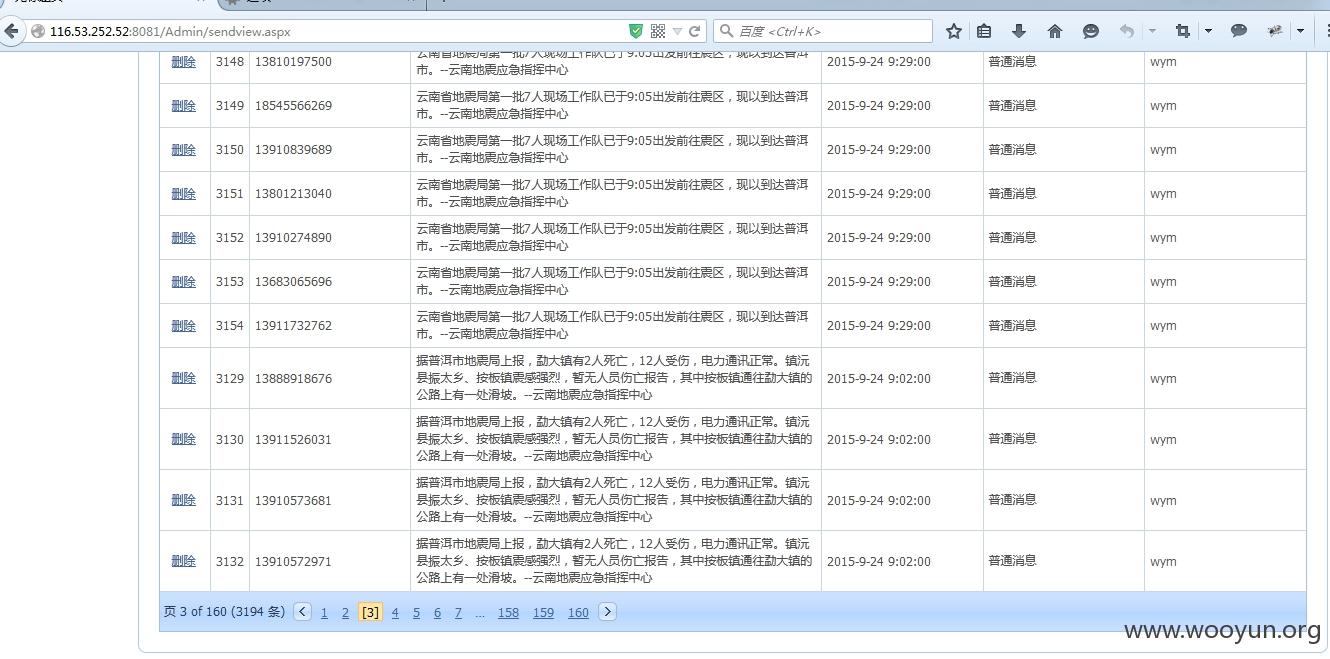 116.53.252.52:8081/Admin/sendview.aspx
百度 <Ctrl+K>
删除 3148 13810197500 云南省地震局第一批7人现场工作队已于9:05出发前往震区，现以到达普洱 2015-9-24 9:29:00 普通消息 wym
市。--云南地震应急指挥中心
删除 3149 18545566269 云南省地震局第一批7人现场工作队已于9:05出发前往震区，现以到达普洱 2015-9-24 9:29:00 普通消息 wym
市。--云南地震应急指挥中心
删除 3150 13910839689 云南省地震局第一批7人现场工作队已于9:05出发前往震区，现以到达普洱 2015-9-24 9:29:00 普通消息 wym
市。--云南地震应急指挥中心
删除 3151 13801213040 云南省地震局第一批7人现场工作队已于9:05出发前往震区，现以到达普洱 2015-9-24 9:29:00 普通消息 wym
市。--云南地震应急指挥中心
删除 3152 13910274890 云南省地震局第一批7人现场工作队已于9:05出发前往震区，现以到达普洱 2015-9-24 9:29:00 普通消息 wym
市。--云南地震应急指挥中心
删除 3153 13683065696 云南省地震局第一批7人现场工作队已于9:05出发前往震区，现以到达普洱 2015-9-24 9:29:00 普通消息 wym
市。--云南地震应急指挥中心
删除 3154 13911732762 云南省地震局第一批7人现场工作队已于9:05出发前往震区，现以到达普洱 2015-9-24 9:29:00 普通消息 wym
市。--云南地震应急指挥中心
据普洱市地震局上报，勐大镇有2人死亡，12人受伤，电力通讯正常。镇沅
删除 3129 13888918676 县振太乡、按板镇震感强烈，暂无人员伤亡报告，其中按板镇通往勐大镇的 2015-9-24 9:02:00 普通消息 wym
公路上有一处滑坡。--云南地震应急指挥中心
据普洱市地震局上报，勐大镇有2人死亡，12人受伤，电力通讯正常。镇沅
删除 3130 13911526031 县振太乡、按板镇震感强烈，暂无人员伤亡报告，其中按板镇通往勐大镇的 2015-9-24 9:02:00 普通消息 wym
公路上有一处滑坡。--云南地震应急指挥中心
据普洱市地震局上报，勐大镇有2人死亡，12人受伤，电力通讯正常。镇沅
删除 3131 13910573681 县振太乡、按板镇震感强烈，暂无人员伤亡报告，其中按板镇通往勐大镇的 2015-9-24 9:02:00 普通消息 wym
公路上有一处滑坡。--云南地震应急指挥中心
据普洱市地震局上报，勐大镇有2人死亡，12人受伤，电力通讯正常。镇沅
删除 3132 13910572971 县振太乡、按板镇震感强烈，暂无人员伤亡报告，其中按板镇通往勐大镇的 2015-9-24 9:02:00 普通消息 wym
公路上有一处滑坡。--云南地震应急指挥中心
页 3 of 160 (3194 条) 1 2 [3] 4 5 6 7 ... 158 159 160
www.wooyun.org